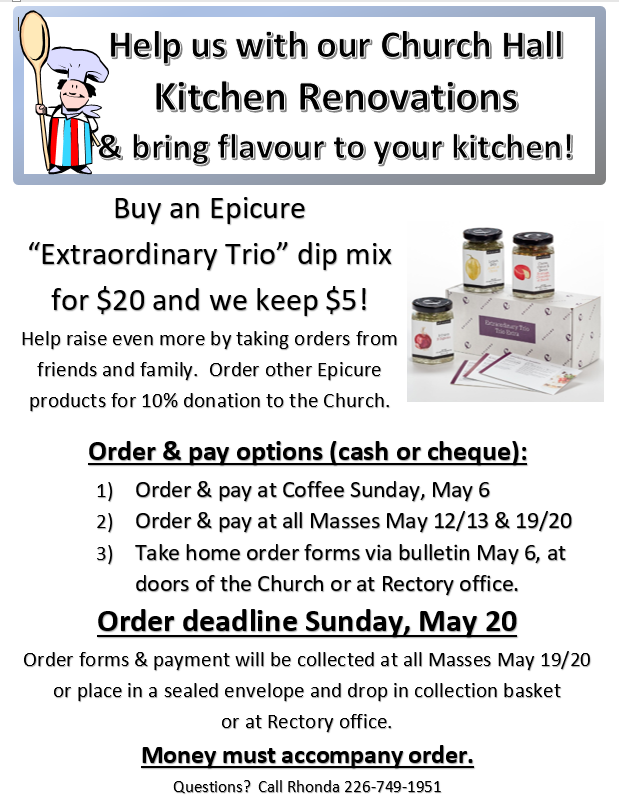 Help us with our Church Hall
Kitchen Renovations
& bring flavour to your kitchen!
Buy an Epicure
“Extraordinary Trio” dip mix
for $20 and we keep $5!
Help raise even more by taking orders from
friends and family.  Order other Epicure
products for 10% donation to the Church.
Extraordinary Trio
Order & pay options (cash or cheque):
1) Order & pay at Coffee Sunday, May 6
2) Order & pay at all Masses May 12/13 & 19/20
3) Take home order forms via bulletin May 6, at
doors of the Church or at Rectory office.
Order deadline Sunday, May 20
Order forms & payment will be collected at all Masses May 19/20
or place in a sealed envelope and drop in collection basket
or at Rectory office.
Money must accompany order.
Questions?  Call Rhonda 226-749-1951